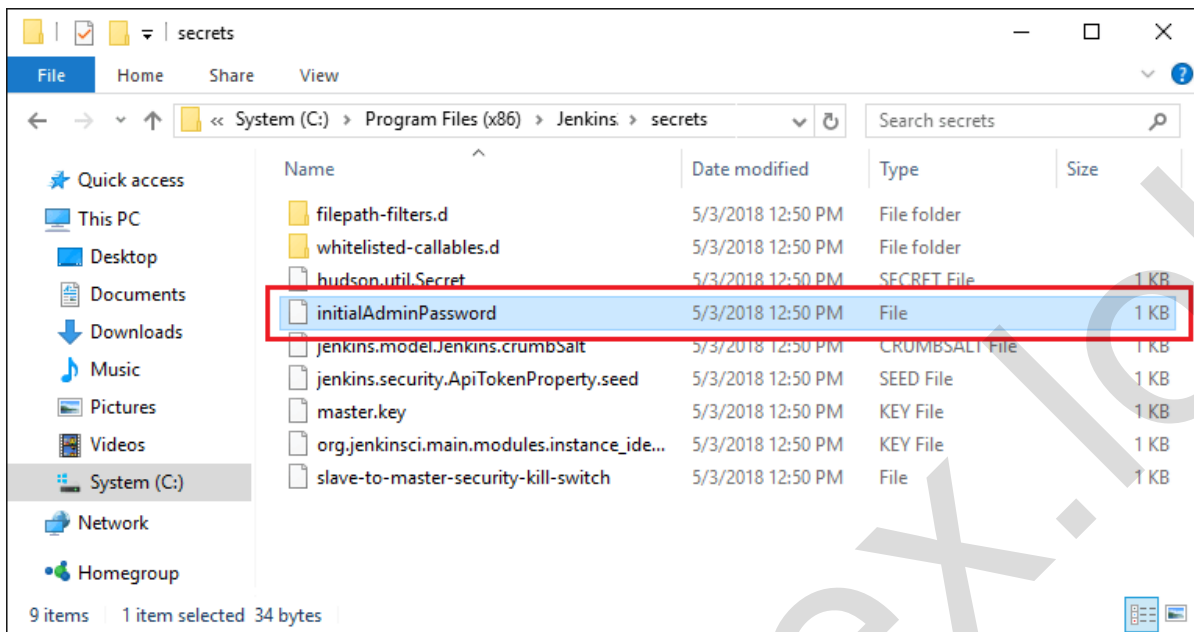 secrets
File Home Share View
« System (C:) > Program Files (x86) > Jenkins > secrets Search secrets
Name Date modified Type Size
Quick access
This PC
Desktop
Documents
Downloads
Music
Pictures
Videos
System (C:)
Network
Homegroup
filepath-filters.d 5/3/2018 12:50 PM File folder
whitelisted-callables.d 5/3/2018 12:50 PM File folder
hudson.util.Secret 5/3/2018 12:50 PM SECRET File 1 KB
initialAdminPassword 5/3/2018 12:50 PM File 1 KB
jenkins.model.Jenkins.crumbSalt 5/3/2018 12:50 PM CRUMBSALT File 1 KB
jenkins.security.ApiTokenProperty.seed 5/3/2018 12:50 PM SEED File 1 KB
master.key 5/3/2018 12:50 PM KEY File 1 KB
org.jenkinsci.main.modules.instance_ide... 5/3/2018 12:50 PM KEY File 1 KB
slave-to-master-security-kill-switch 5/3/2018 12:50 PM File 1 KB
9 items 1 item selected 34 bytes